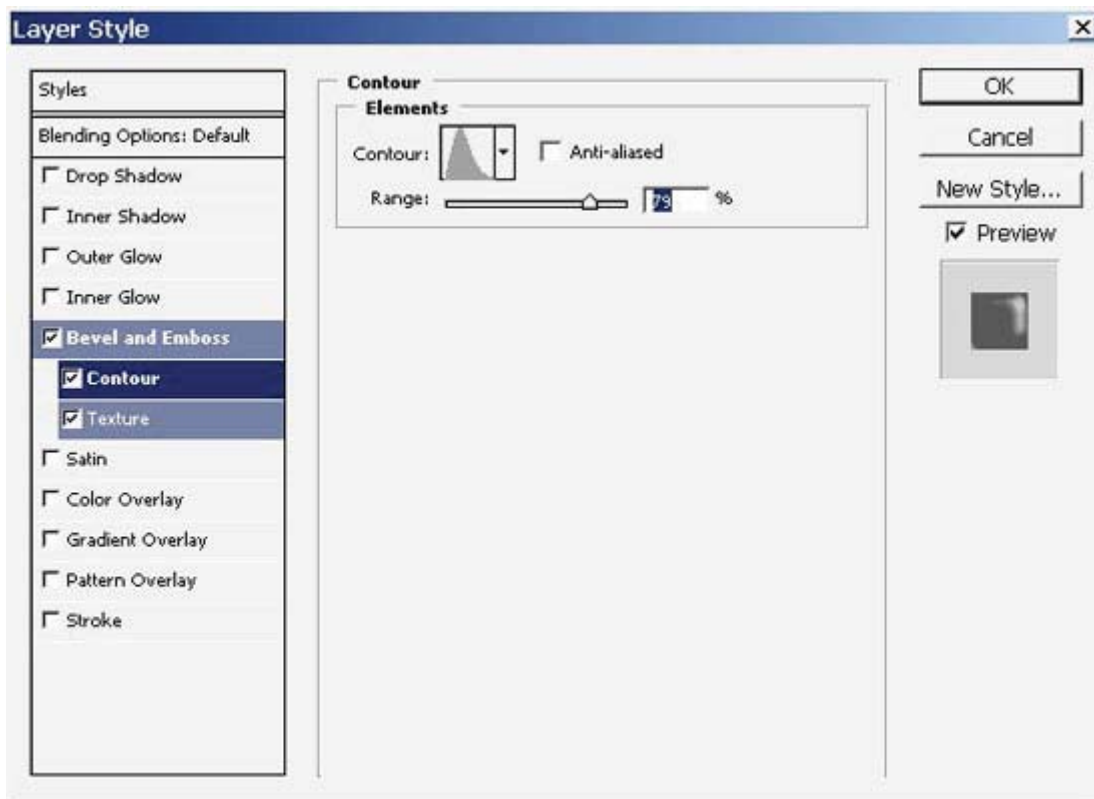 Layer Style
Styles
Blending Options: Default
Drop Shadow
Inner Shadow
Outer Glow
Inner Glow
Bevel and Emboss
Contour
Texture
Satin
Color Overlay
Gradient Overlay
Pattern Overlay
Stroke
Contour
Elements
Contour:
Anti-aliased
Range: 79 %
OK
Cancel
New Style...
Preview